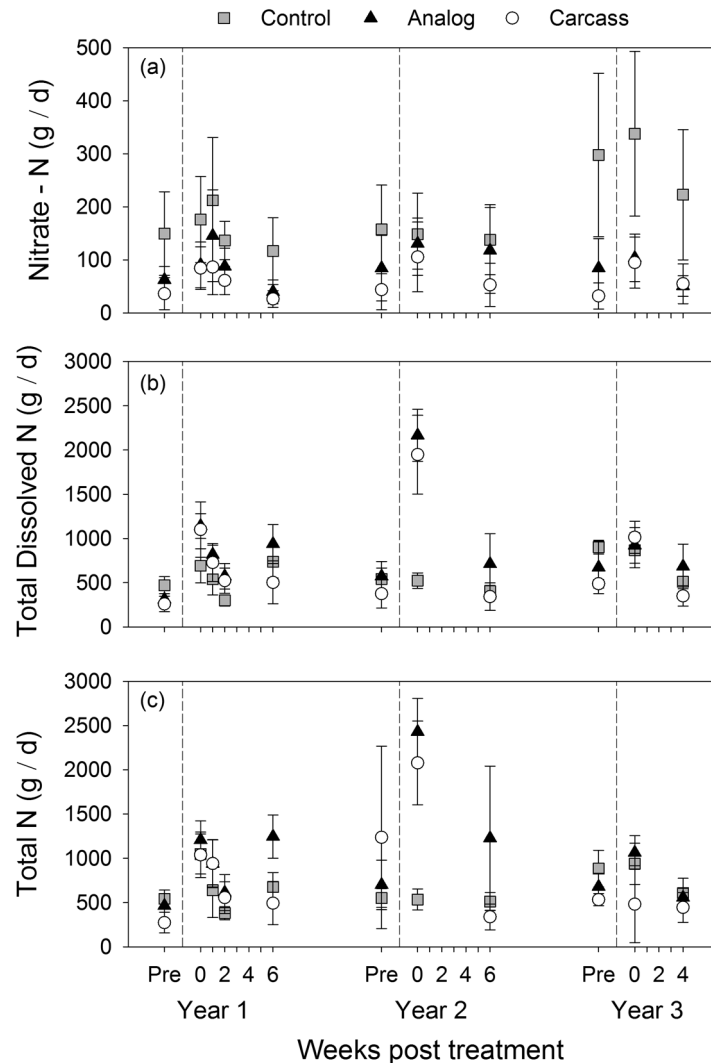 Control Analog Carcass
(a)
500
400
300
200
100
0
Nitrate - N (g / d)
(b)
3000
2500
2000
1500
1000
500
0
Total Dissolved N (g / d)
(c)
3000
2500
2000
1500
1000
500
0
Total N (g / d)
Pre 0 2 4 6 Pre 0 2 4 6 Pre 0 2 4
Year 1 Year 2 Year 3
Weeks post treatment